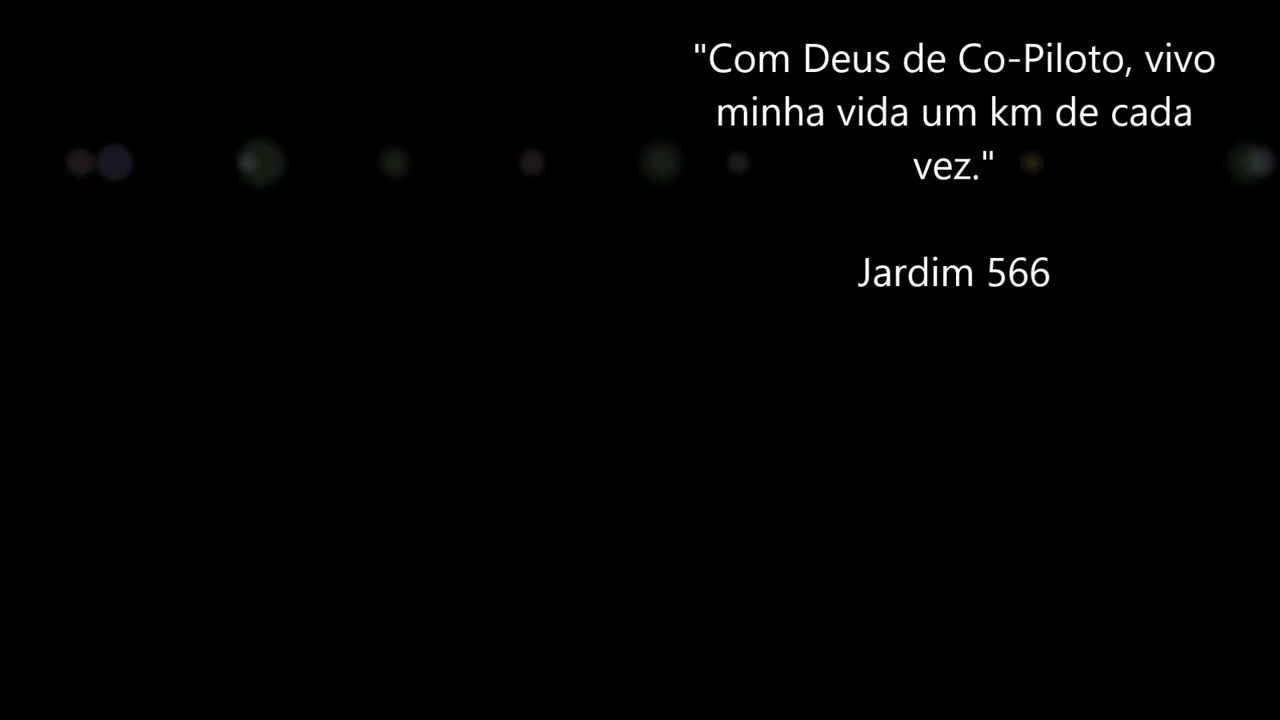 "Com Deus de Co-Piloto, vivo
minha vida um km de cada
vez."
Jardim 566